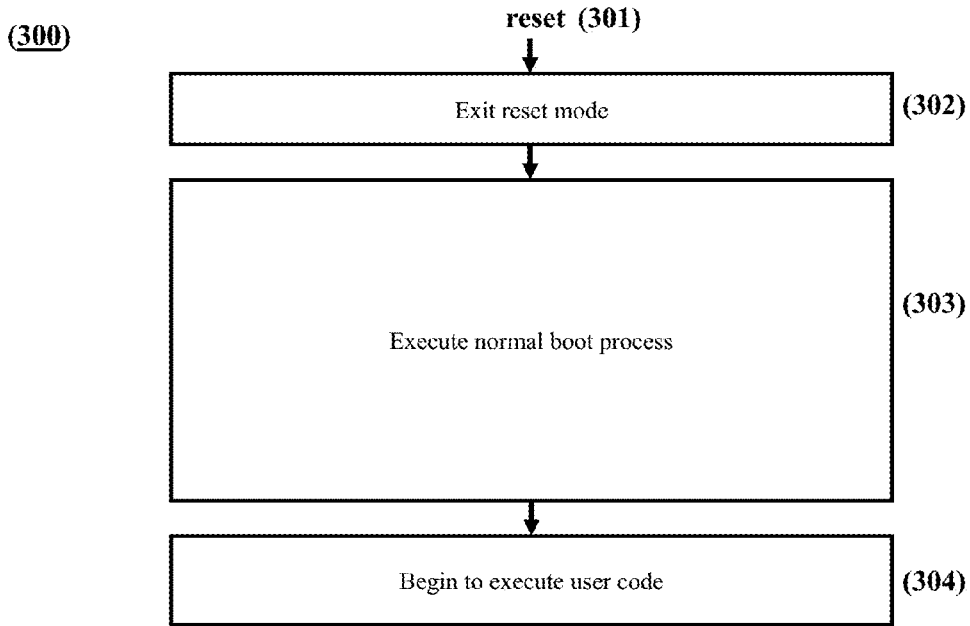 (300)
reset (301)
Exit reset mode
(302)
Execute normal boot process
(303)
Begin to execute user code
(304)